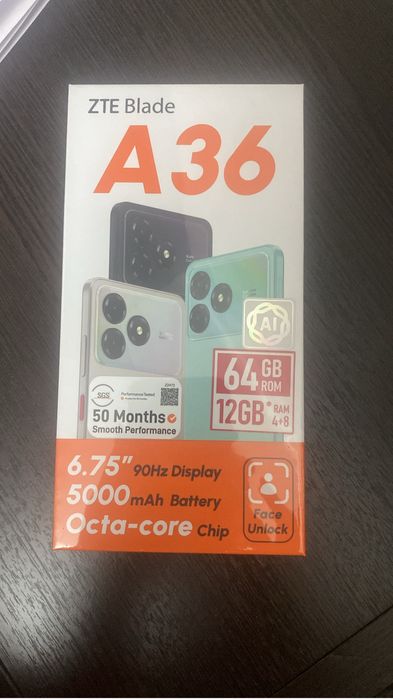 ZTE Blade
A36
AI
64 GB ROM
12GB* RAM 4+8
SGS
Performance Tested
50 Months
Smooth Performance
6.75" 90Hz Display
5000mAh Battery
Octa-core Chip
Face
Unlock